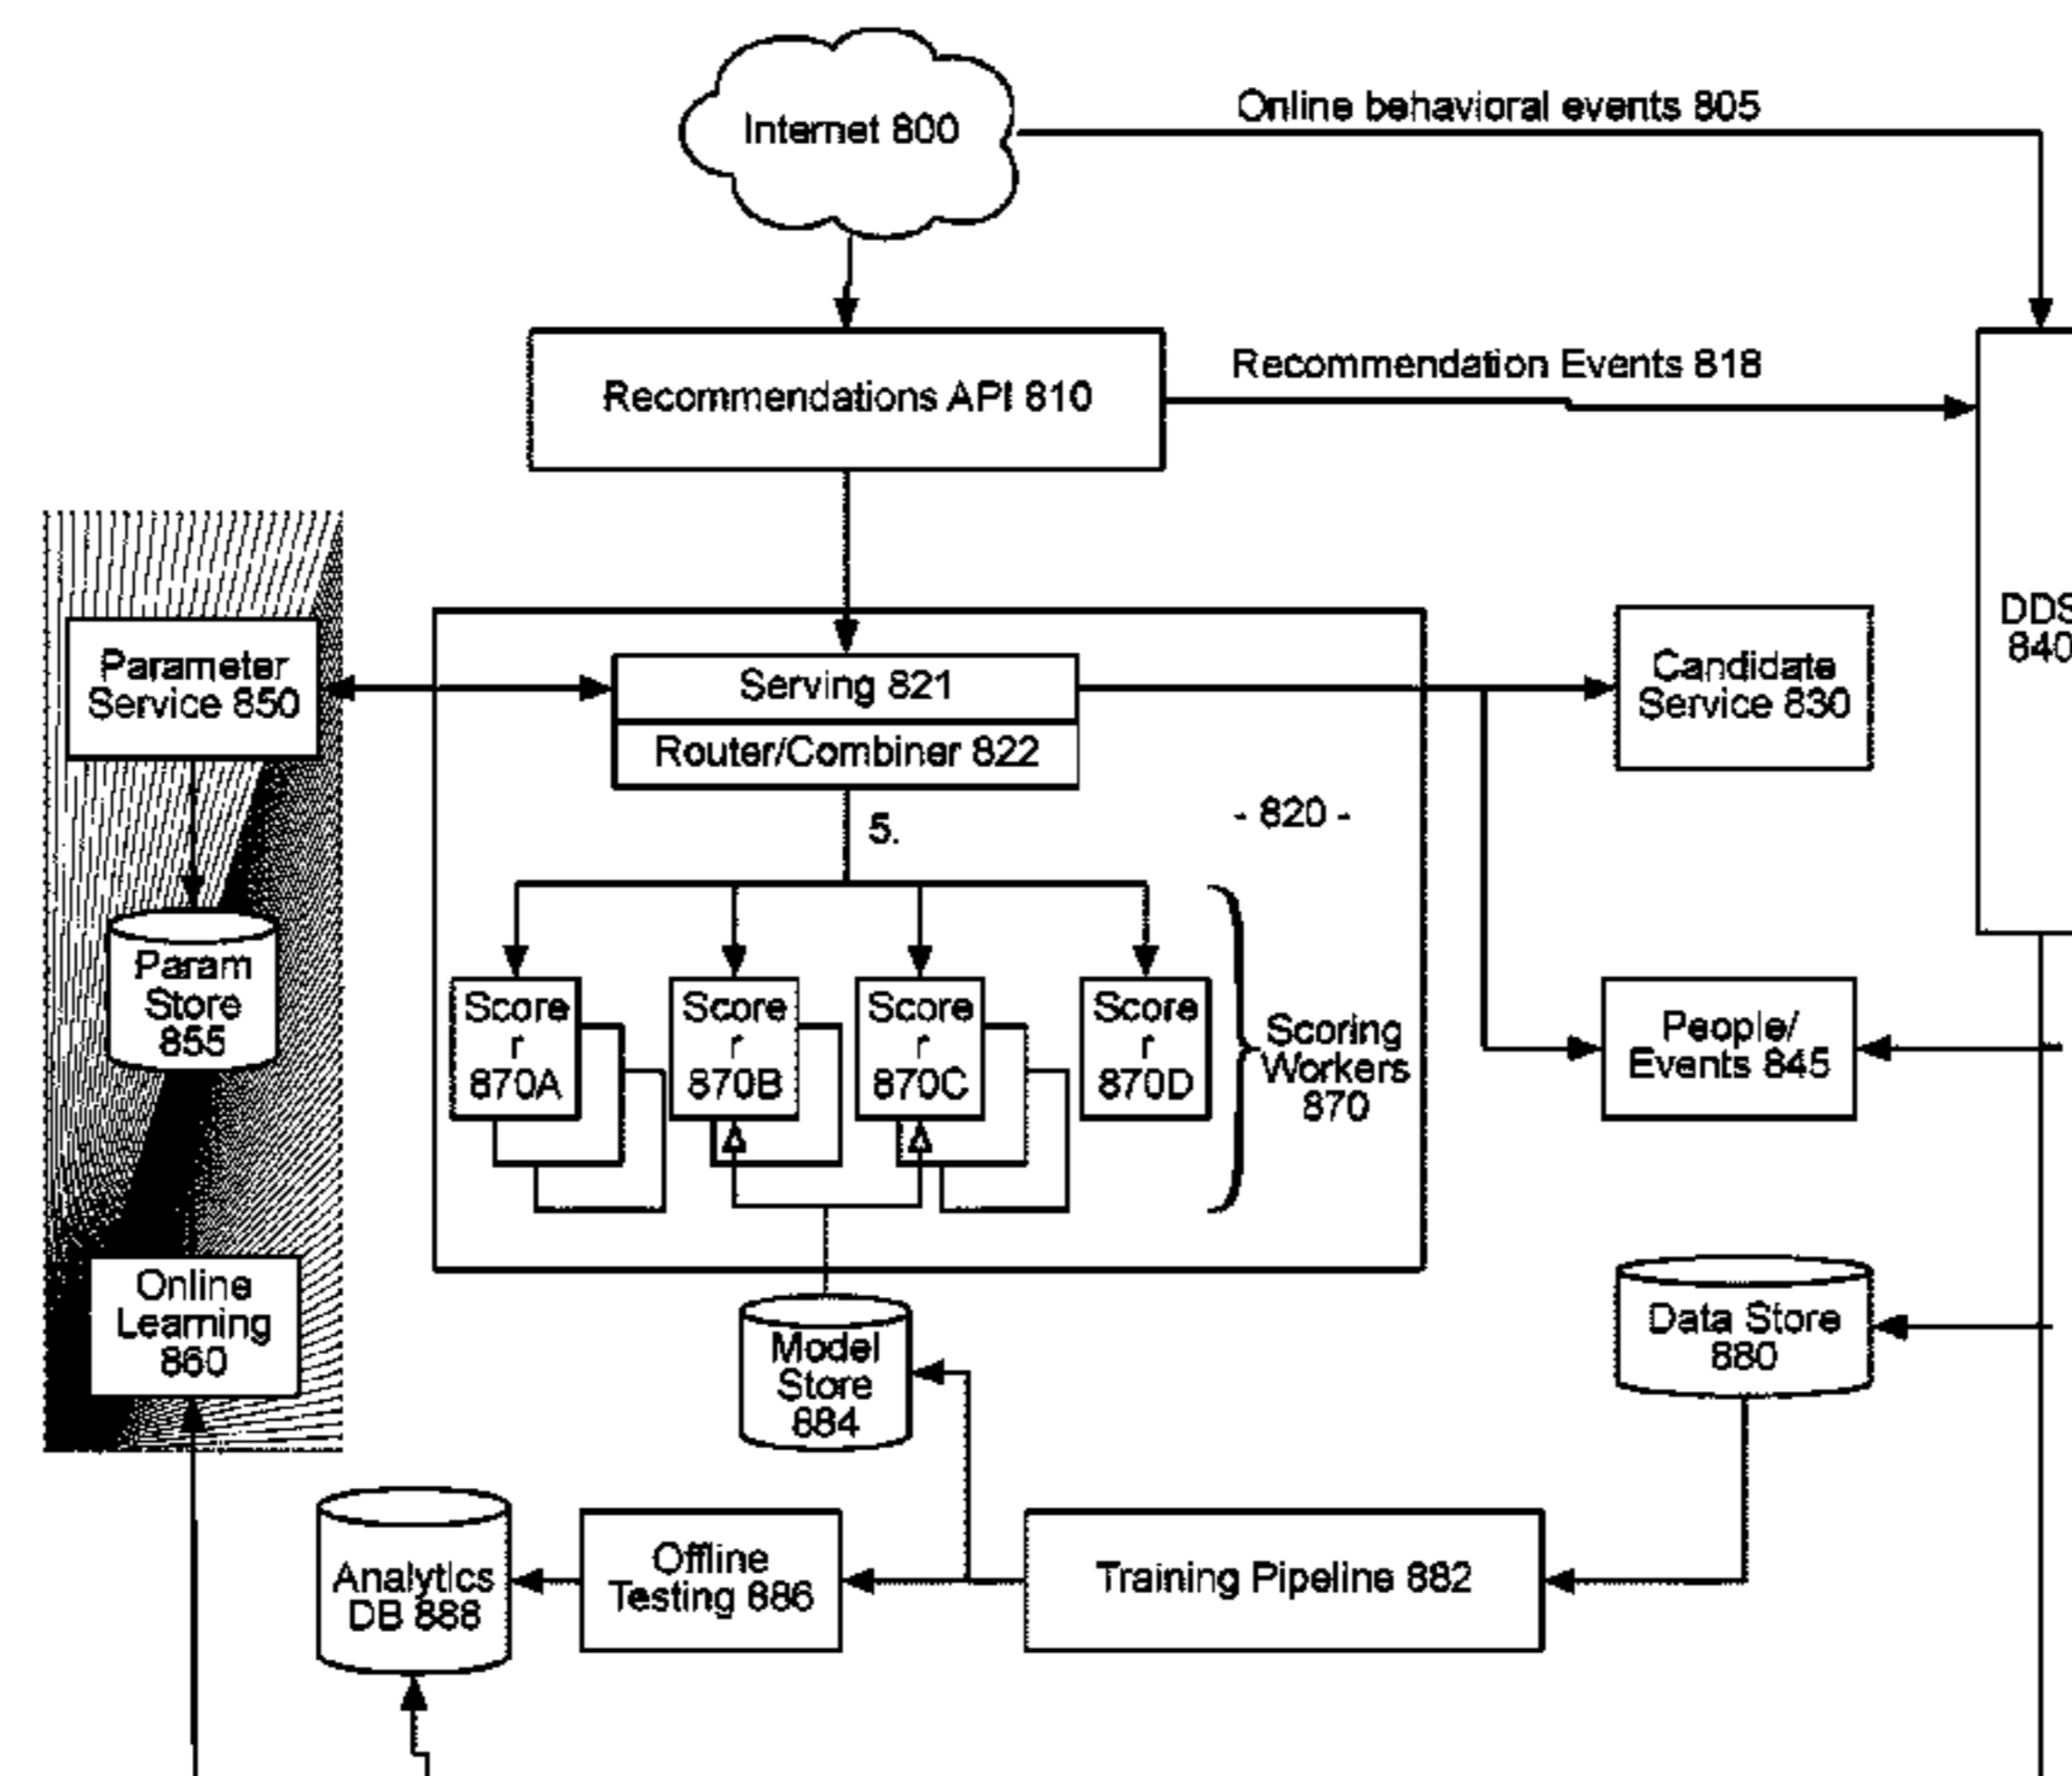 Internet 800
Online behavioral events 805
Recommendations API 810
Recommendation Events 818
DDS
840
Parameter
Service 850
Serving 821
Router/Combiner 822
Candidate
Service 830
5.
- 820 -
Param
Store
855
Score
r
870A
Score
r
870B
Score
r
870C
Score
r
870D
Scoring
Workers
870
People/
Events 845
Online
Learning
860
Model
Store
884
Data Store
880
Analytics
DB 888
Offline
Testing 886
Training Pipeline 882